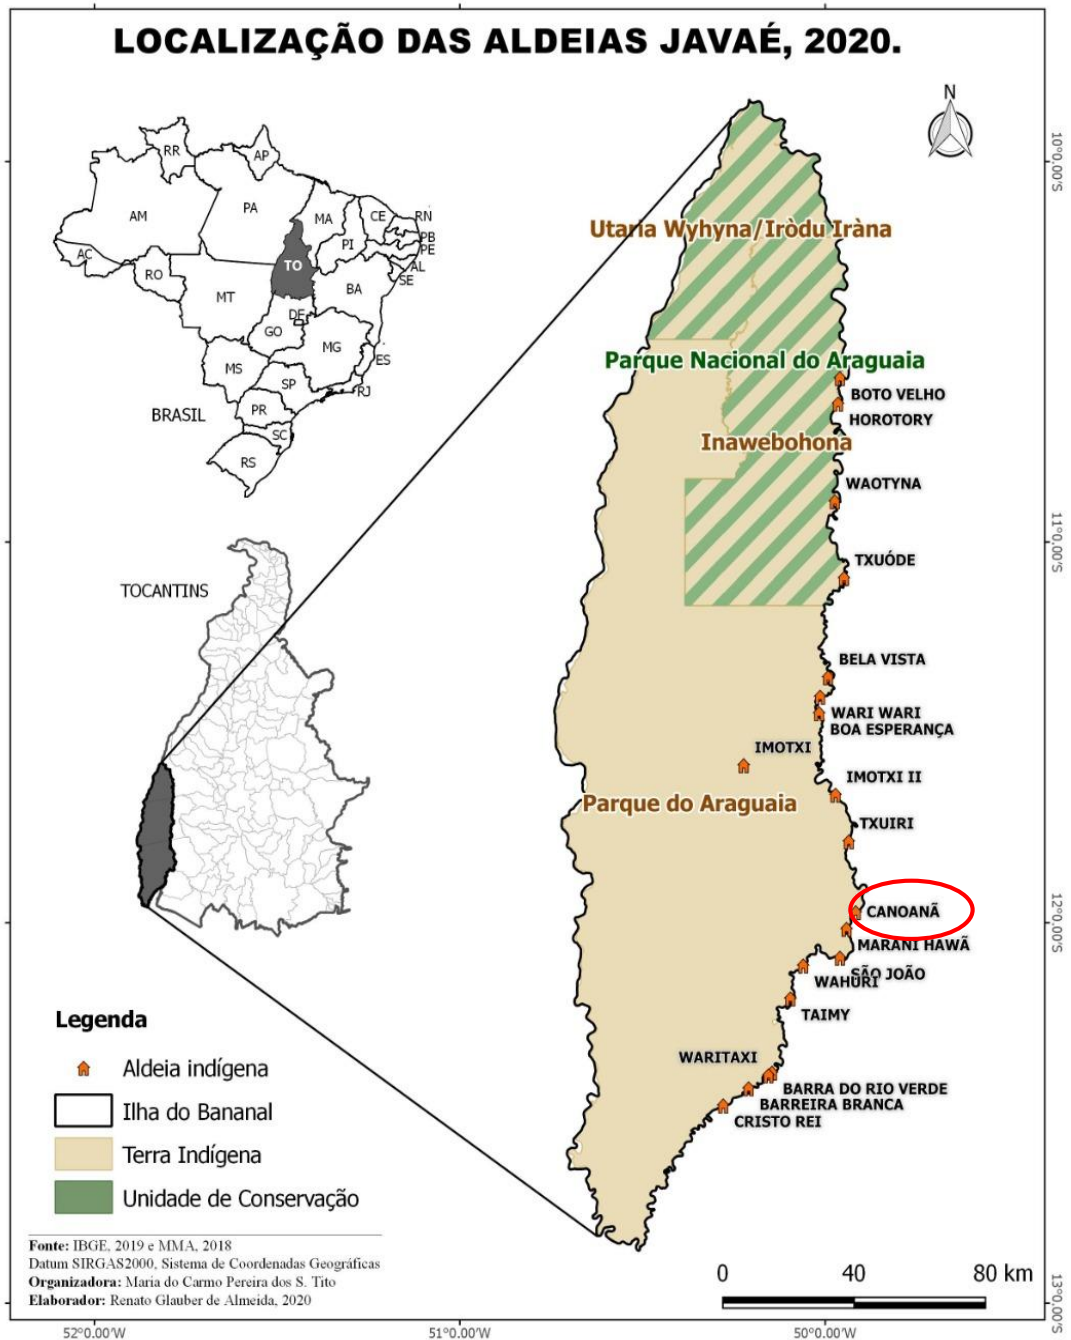 LOCALIZAÇÃO DAS ALDEIAS JAVAÉ, 2020.
N
RR
AP
AM
PA
MA
CE
RN
PB
PE
AL
SE
PI
AC
RO
TO
BA
MT
DF
GO
MG
ES
MS
SP
RJ
PR
SC
RS
BRASIL
TOCANTINS
Utaria Wyhyna/Iròdu Iràna
Parque Nacional do Araguaia
BOTO VELHO
HOROTORY
Inawebohona
WAOTYNA
TXUÓDE
BELA VISTA
WARI WARI
BOA ESPERANÇA
IMOTXI
IMOTXI II
Parque do Araguaia
TXUIRI
CANOANÃ
MARANI HAWÃ
SÃO JOÃO
WAHURI
TAIMY
WARITAXI
BARRA DO RIO VERDE
BARREIRA BRANCA
CRISTO REI
Legenda
Aldeia indígena
Ilha do Bananal
Terra Indígena
Unidade de Conservação
Fonte: IBGE, 2019 e MMA, 2018
Datum SIRGAS2000, Sistema de Coordenadas Geográficas
Organizadora: Maria do Carmo Pereira dos S. Tito
Elaborador: Renato Glauber de Almeida, 2020
0 40 80 km
10°0.00'S
11°0.00'S
12°0.00'S
13°0.00'S
52°0.00'W
51°0.00'W
50°0.00'W